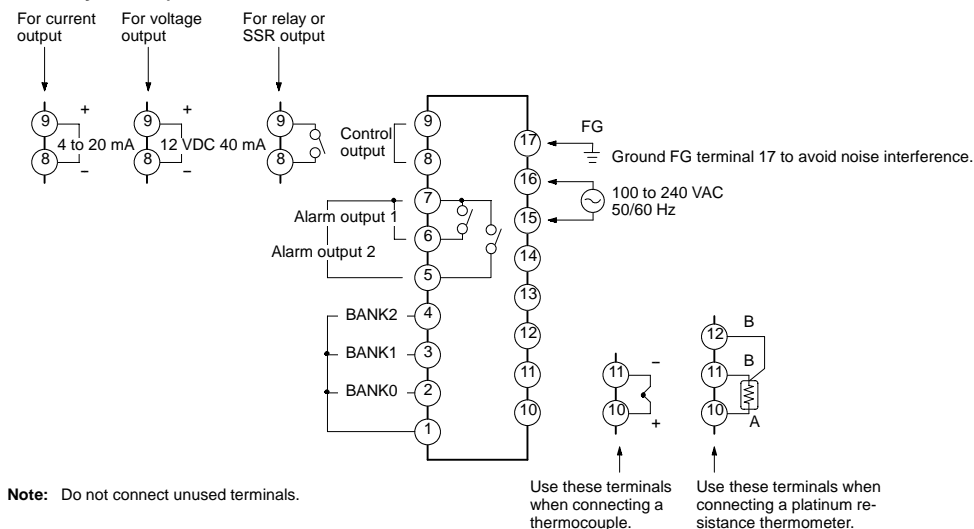 For current
output
For voltage
output
For relay or
SSR output
9
+
4 to 20 mA
8
−
9
+
12 VDC 40 mA
8
−
9
8
Control
output
9
8
7
Alarm output 1
6
Alarm output 2
5
BANK2
4
BANK1
3
BANK0
2
1
17
FG
Ground FG terminal 17 to avoid noise interference.
16
100 to 240 VAC
50/60 Hz
15
14
13
12
11
10
11
−
10
+
12
B
11
B
10
A
Use these terminals
when connecting a
thermocouple.
Use these terminals when
connecting a platinum re-
sistance thermometer.
Note: Do not connect unused terminals.